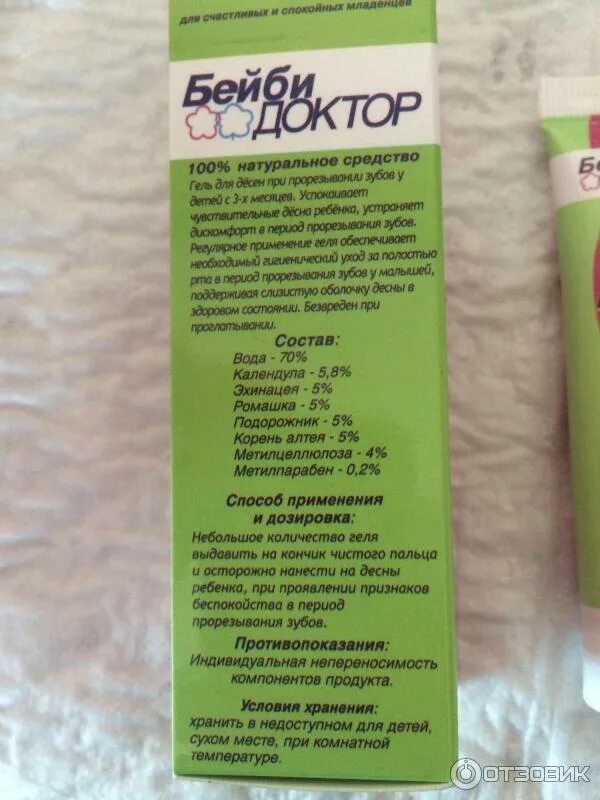 для счастливых и спокойных младенцев
Бейби
ДОКТОР
100% натуральное средство
Гель для дёсен при прорезывании зубов у
детей с 3-х месяцев. Успокаивает
чувствительные дёсна ребёнка, устраняет
дискомфорт в период прорезывания зубов.
Регулярное применение геля обеспечивает
необходимый гигиенический уход за полостью
рта в период прорезывания зубов у малышей,
поддерживая слизистую оболочку десны в
здоровом состоянии. Безвреден при
проглатывании.
Состав:
Вода - 70%
Календула - 5,8%
Эхинацея - 5%
Ромашка - 5%
Подорожник - 5%
Корень алтея - 5%
Метилцеллюлоза - 4%
Метилпарабен - 0,2%
Способ применения
и дозировка:
Небольшое количество геля
выдавить на кончик чистого пальца
и осторожно нанести на десны
ребенка, при проявлении признаков
беспокойства в период
прорезывания зубов.
Противопоказания:
Индивидуальная непереносимость
компонентов продукта.
Условия хранения:
хранить в недоступном для детей,
сухом месте, при комнатной
температуре.
Бе
ОТЗОВИК